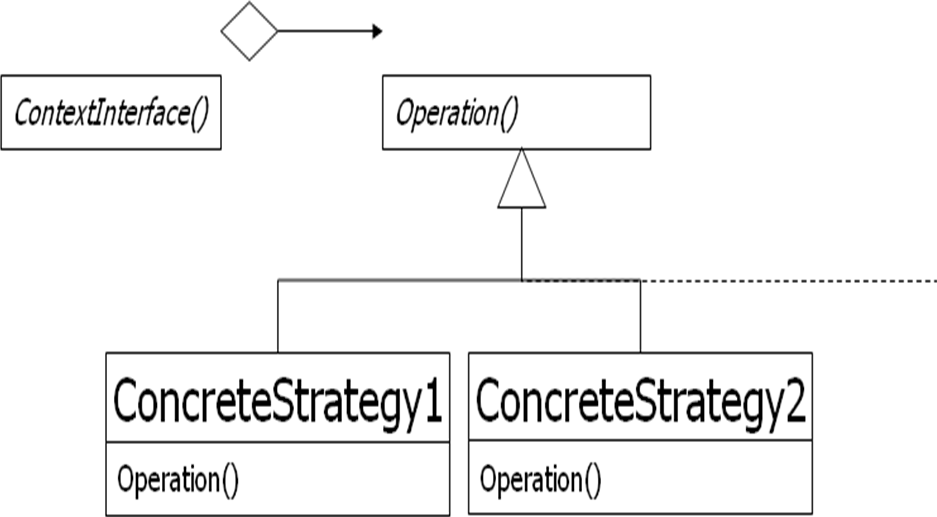 ContextInterface()
Operation()
ConcreteStrategy1
Operation()
ConcreteStrategy2
Operation()